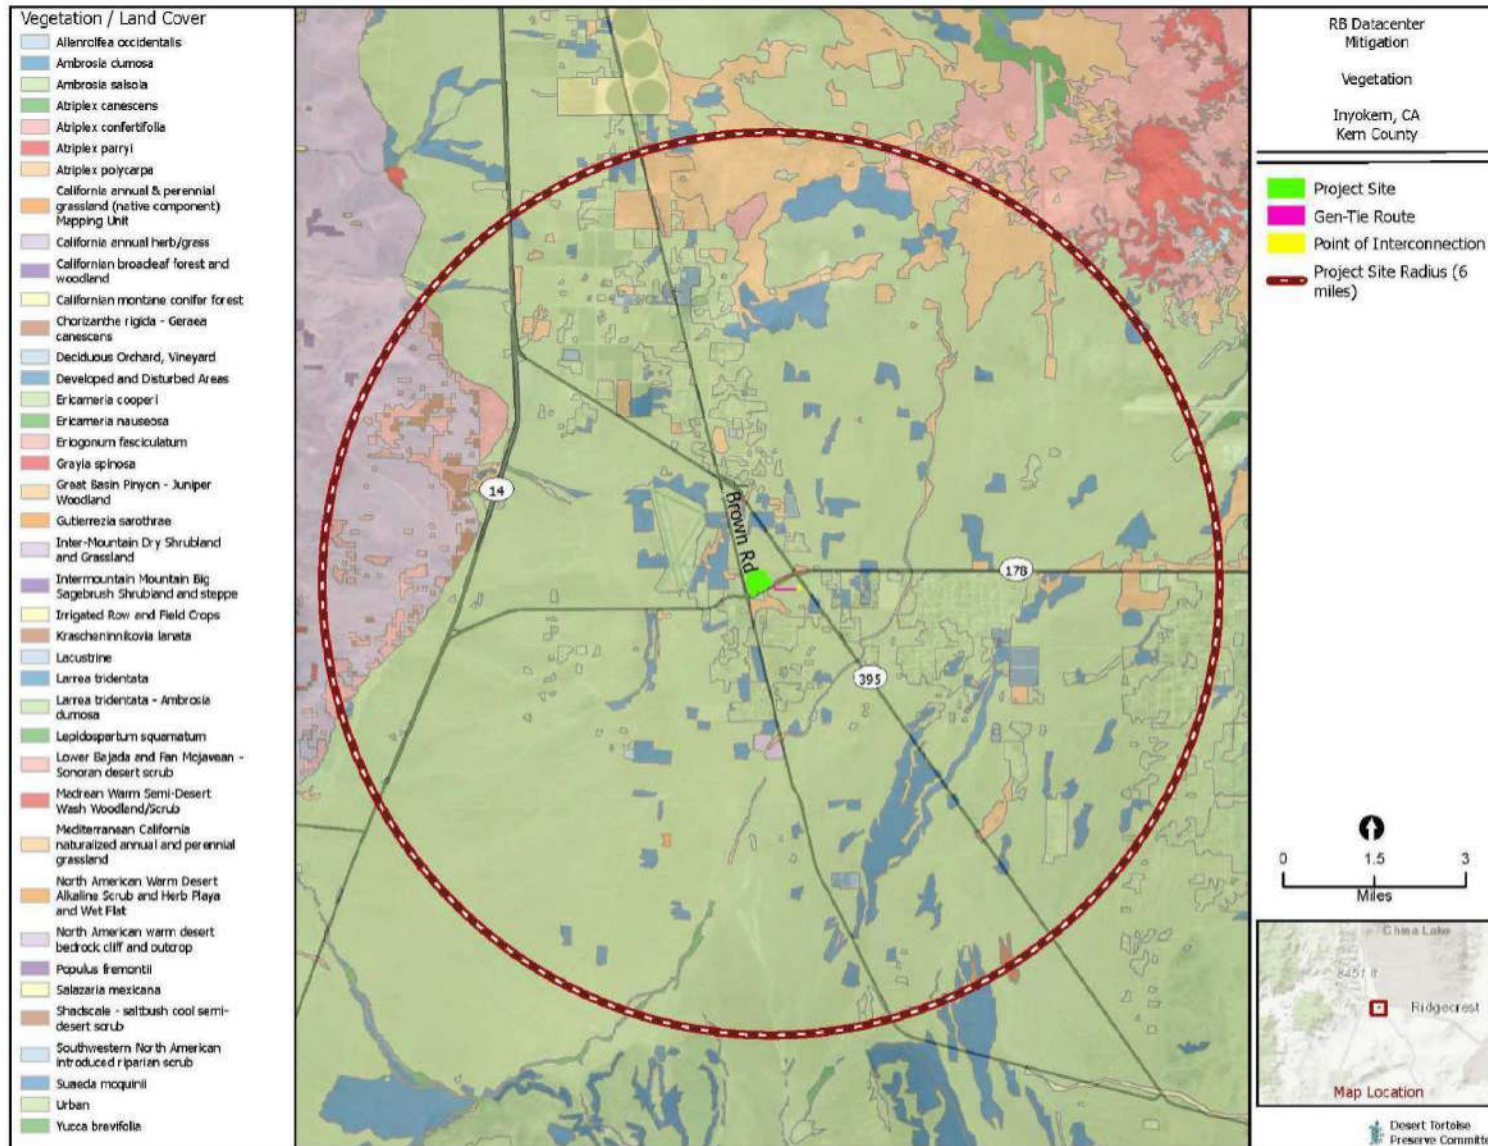 Vegetation / Land Cover
Allenrolfea occidentalis
Ambrosia dumosa
Ambrosia salsola
Atriplex canescens
Atriplex confertifolia
Atriplex parryi
Atriplex polycarpa
California annual & perennial
grassland (native component)
Mapping Unit
California annual herb/grass
Californian broadleaf forest and
woodland
Californian montane conifer forest
Chorizanthe rigida - Geraea
canescens
Deciduous Orchard, Vineyard
Developed and Disturbed Areas
Ericameria cooperi
Ericameria nauseosa
Eriogonum fasciculatum
Grayia spinosa
Great Basin Pinyon - Juniper
Woodland
Gutierrezia sarothrae
Inter-Mountain Dry Shrubland
and Grassland
Intermountain Mountain Big
Sagebrush Shrubland and steppe
Irrigated Row and Field Crops
Krascheninnikovia lanata
Lacustrine
Larrea tridentata
Larrea tridentata - Ambrosia
dumosa
Lepidospartum squamatum
Lower Bajada and Fan Mojavean -
Sonoran desert scrub
Madrean Warm Semi-Desert
Wash Woodland/Scrub
Mediterranean California
naturalized annual and perennial
grassland
North American Warm Desert
Alkaline Scrub and Herb Playa
and Wet Flat
North American warm desert
bedrock cliff and outcrop
Populus fremontii
Salazaria mexicana
Shadscale - saltbush cool semi-
desert scrub
Southwestern North American
introduced riparian scrub
Suaeda moquinii
Urban
Yucca brevifolia
14
Brown Rd
178
395
RB Datacenter
Mitigation
Vegetation
Inyokern, CA
Kern County
Project Site
Gen-Tie Route
Point of Interconnection
Project Site Radius (6
miles)
0 1.5 3
Miles
China Lake
8451 ft
Ridgecrest
Map Location
Desert Tortoise
Preserve Committe